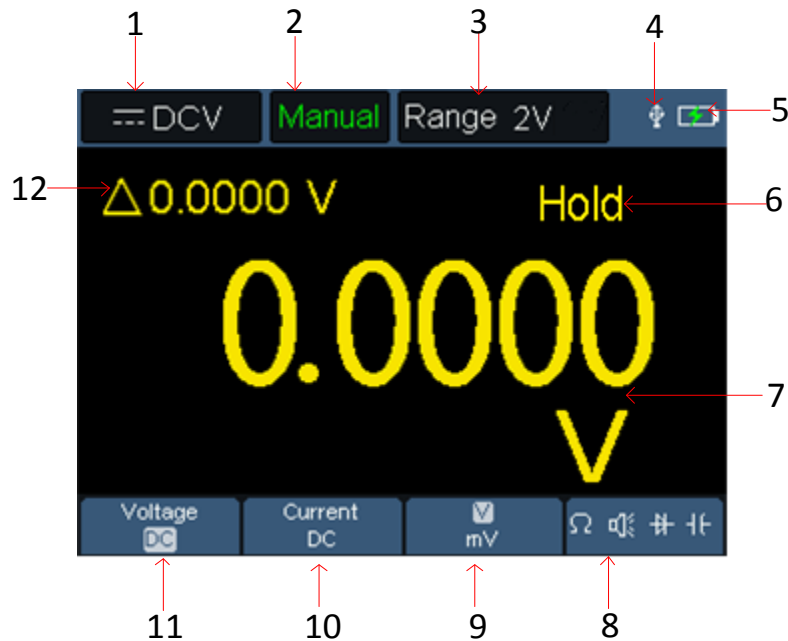 1 2 3 4
DCV Manual Range 2V 5
12 △0.0000 V Hold 6
0.0000
7
V
Voltage Current V Ω
DC DC mV
11 10 9 8